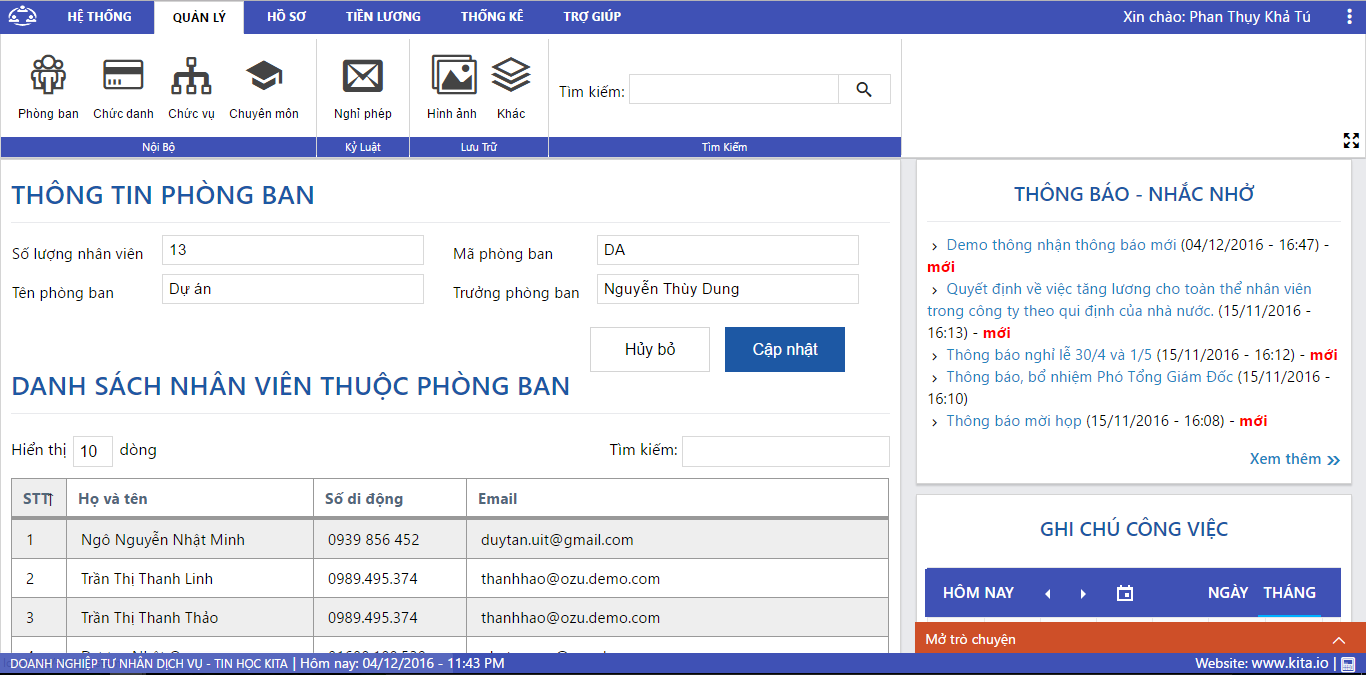 HỆ THỐNG QUẢN LÝ HỒ SƠ TIỀN LƯƠNG THỐNG KÊ TRỢ GIÚP Xin chào: Phan Thụy Khả Tú
Phòng ban Chức danh Chức vụ Chuyên môn Nghỉ phép Hình ảnh Khác
Tìm kiếm:
Nội Bộ Kỷ Luật Lưu Trữ Tìm Kiếm
THÔNG TIN PHÒNG BAN
Số lượng nhân viên 13 Mã phòng ban DA
Tên phòng ban Dự án Trưởng phòng ban Nguyễn Thùy Dung
Hủy bỏ Cập nhật
DANH SÁCH NHÂN VIÊN THUỘC PHÒNG BAN
Hiển thị 10 dòng Tìm kiếm:
STT Họ và tên Số di động Email
1 Ngô Nguyễn Nhật Minh 0939 856 452 duytan.uit@gmail.com
2 Trần Thị Thanh Linh 0989.495.374 thanhhao@ozu.demo.com
3 Trần Thị Thanh Thảo 0989.495.374 thanhhao@ozu.demo.com
THÔNG BÁO - NHẮC NHỞ
Demo thông nhận thông báo mới (04/12/2016 - 16:47) -
mới
Quyết định về việc tăng lương cho toàn thể nhân viên
trong công ty theo qui định của nhà nước. (15/11/2016 -
16:13) - mới
Thông báo nghỉ lễ 30/4 và 1/5 (15/11/2016 - 16:12) - mới
Thông báo, bổ nhiệm Phó Tổng Giám Đốc (15/11/2016 -
16:10)
Thông báo mời họp (15/11/2016 - 16:08) - mới
Xem thêm
GHI CHÚ CÔNG VIỆC
HÔM NAY NGÀY THÁNG
Mở trò chuyện
DOANH NGHIỆP TƯ NHÂN DỊCH VỤ - TIN HỌC KITA | Hôm nay: 04/12/2016 - 11:43 PM Website: www.kita.io |